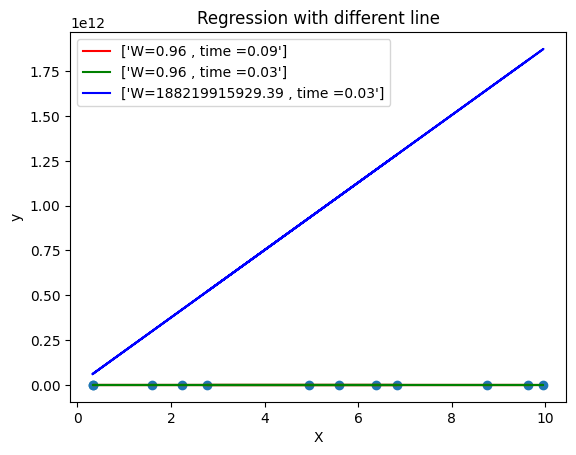 Regression with different line
1e12
['W=0.96 , time =0.09']
['W=0.96 , time =0.03']
['W=188219915929.39 , time =0.03']
1.75
1.50
1.25
1.00
0.75
0.50
0.25
0.00
y
0
2
4
6
8
10
X